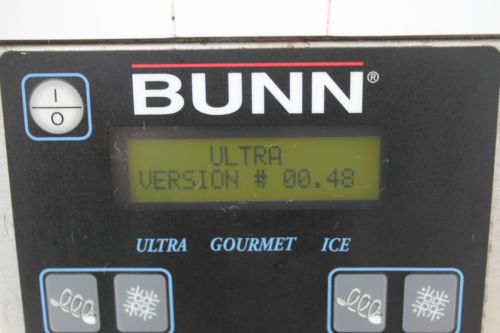 BUNN®
I
O
ULTRA
VERSION # 00.48
ULTRA GOURMET ICE